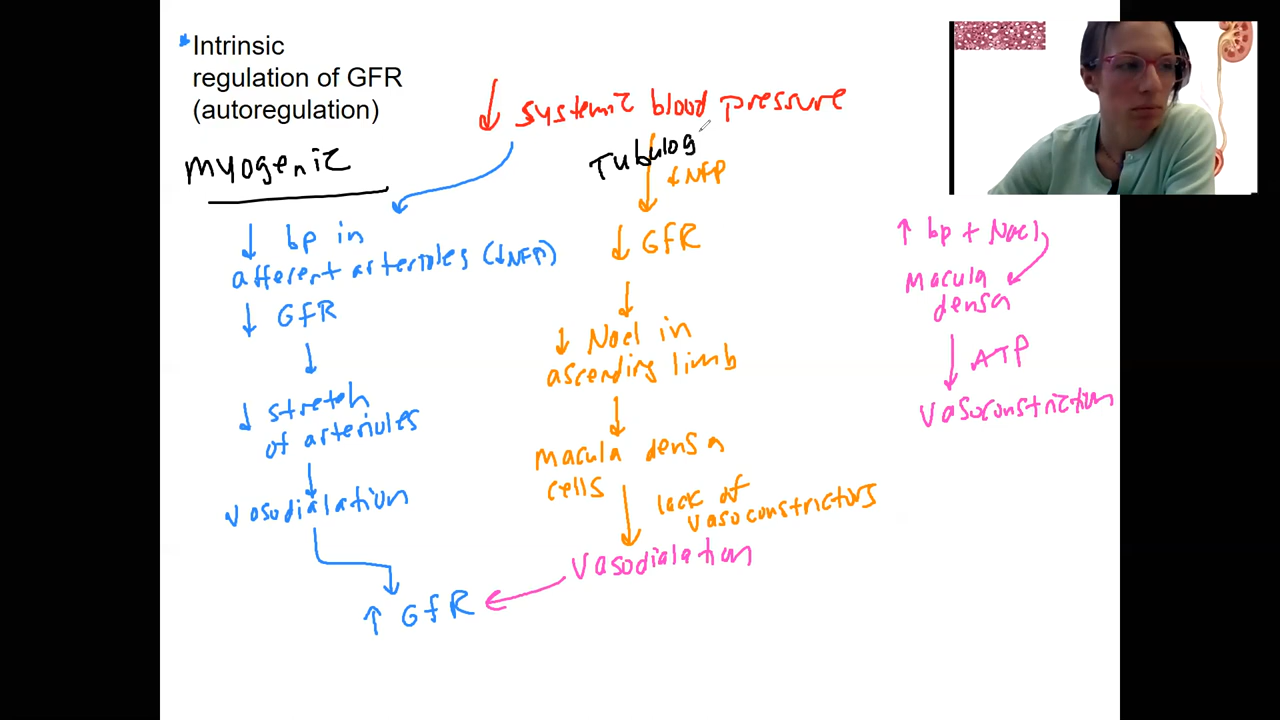 Intrinsic
regulation of GFR
(autoregulation)
myogenic
↓ systemic blood pressure
Tubulog
↓ NFP
↓ bp in
afferent arterioles (↓NFP)
↓ GFR
↓ stretch
of arterioles
vasodialation
↑ GFR
↓ GFR
↓ Nacl in
ascending limb
macula densa
cells
lack of
vasoconstrictors
vasodialation
↑ bp + Nacl
macula
densa
ATP
vasoconstriction